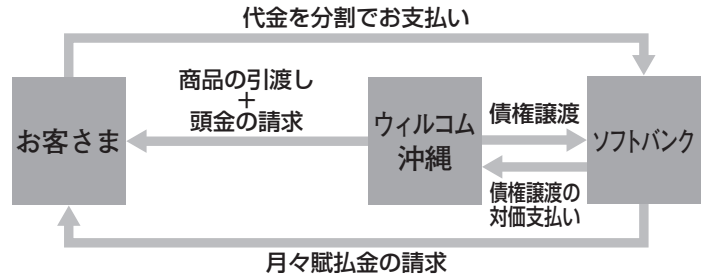 代金を分割でお支払い
商品の引渡し
+
頭金の請求
お客さま
ウィルコム
沖縄
債権譲渡
ソフトバンク
債権譲渡の
対価支払い
月々賦払金の請求